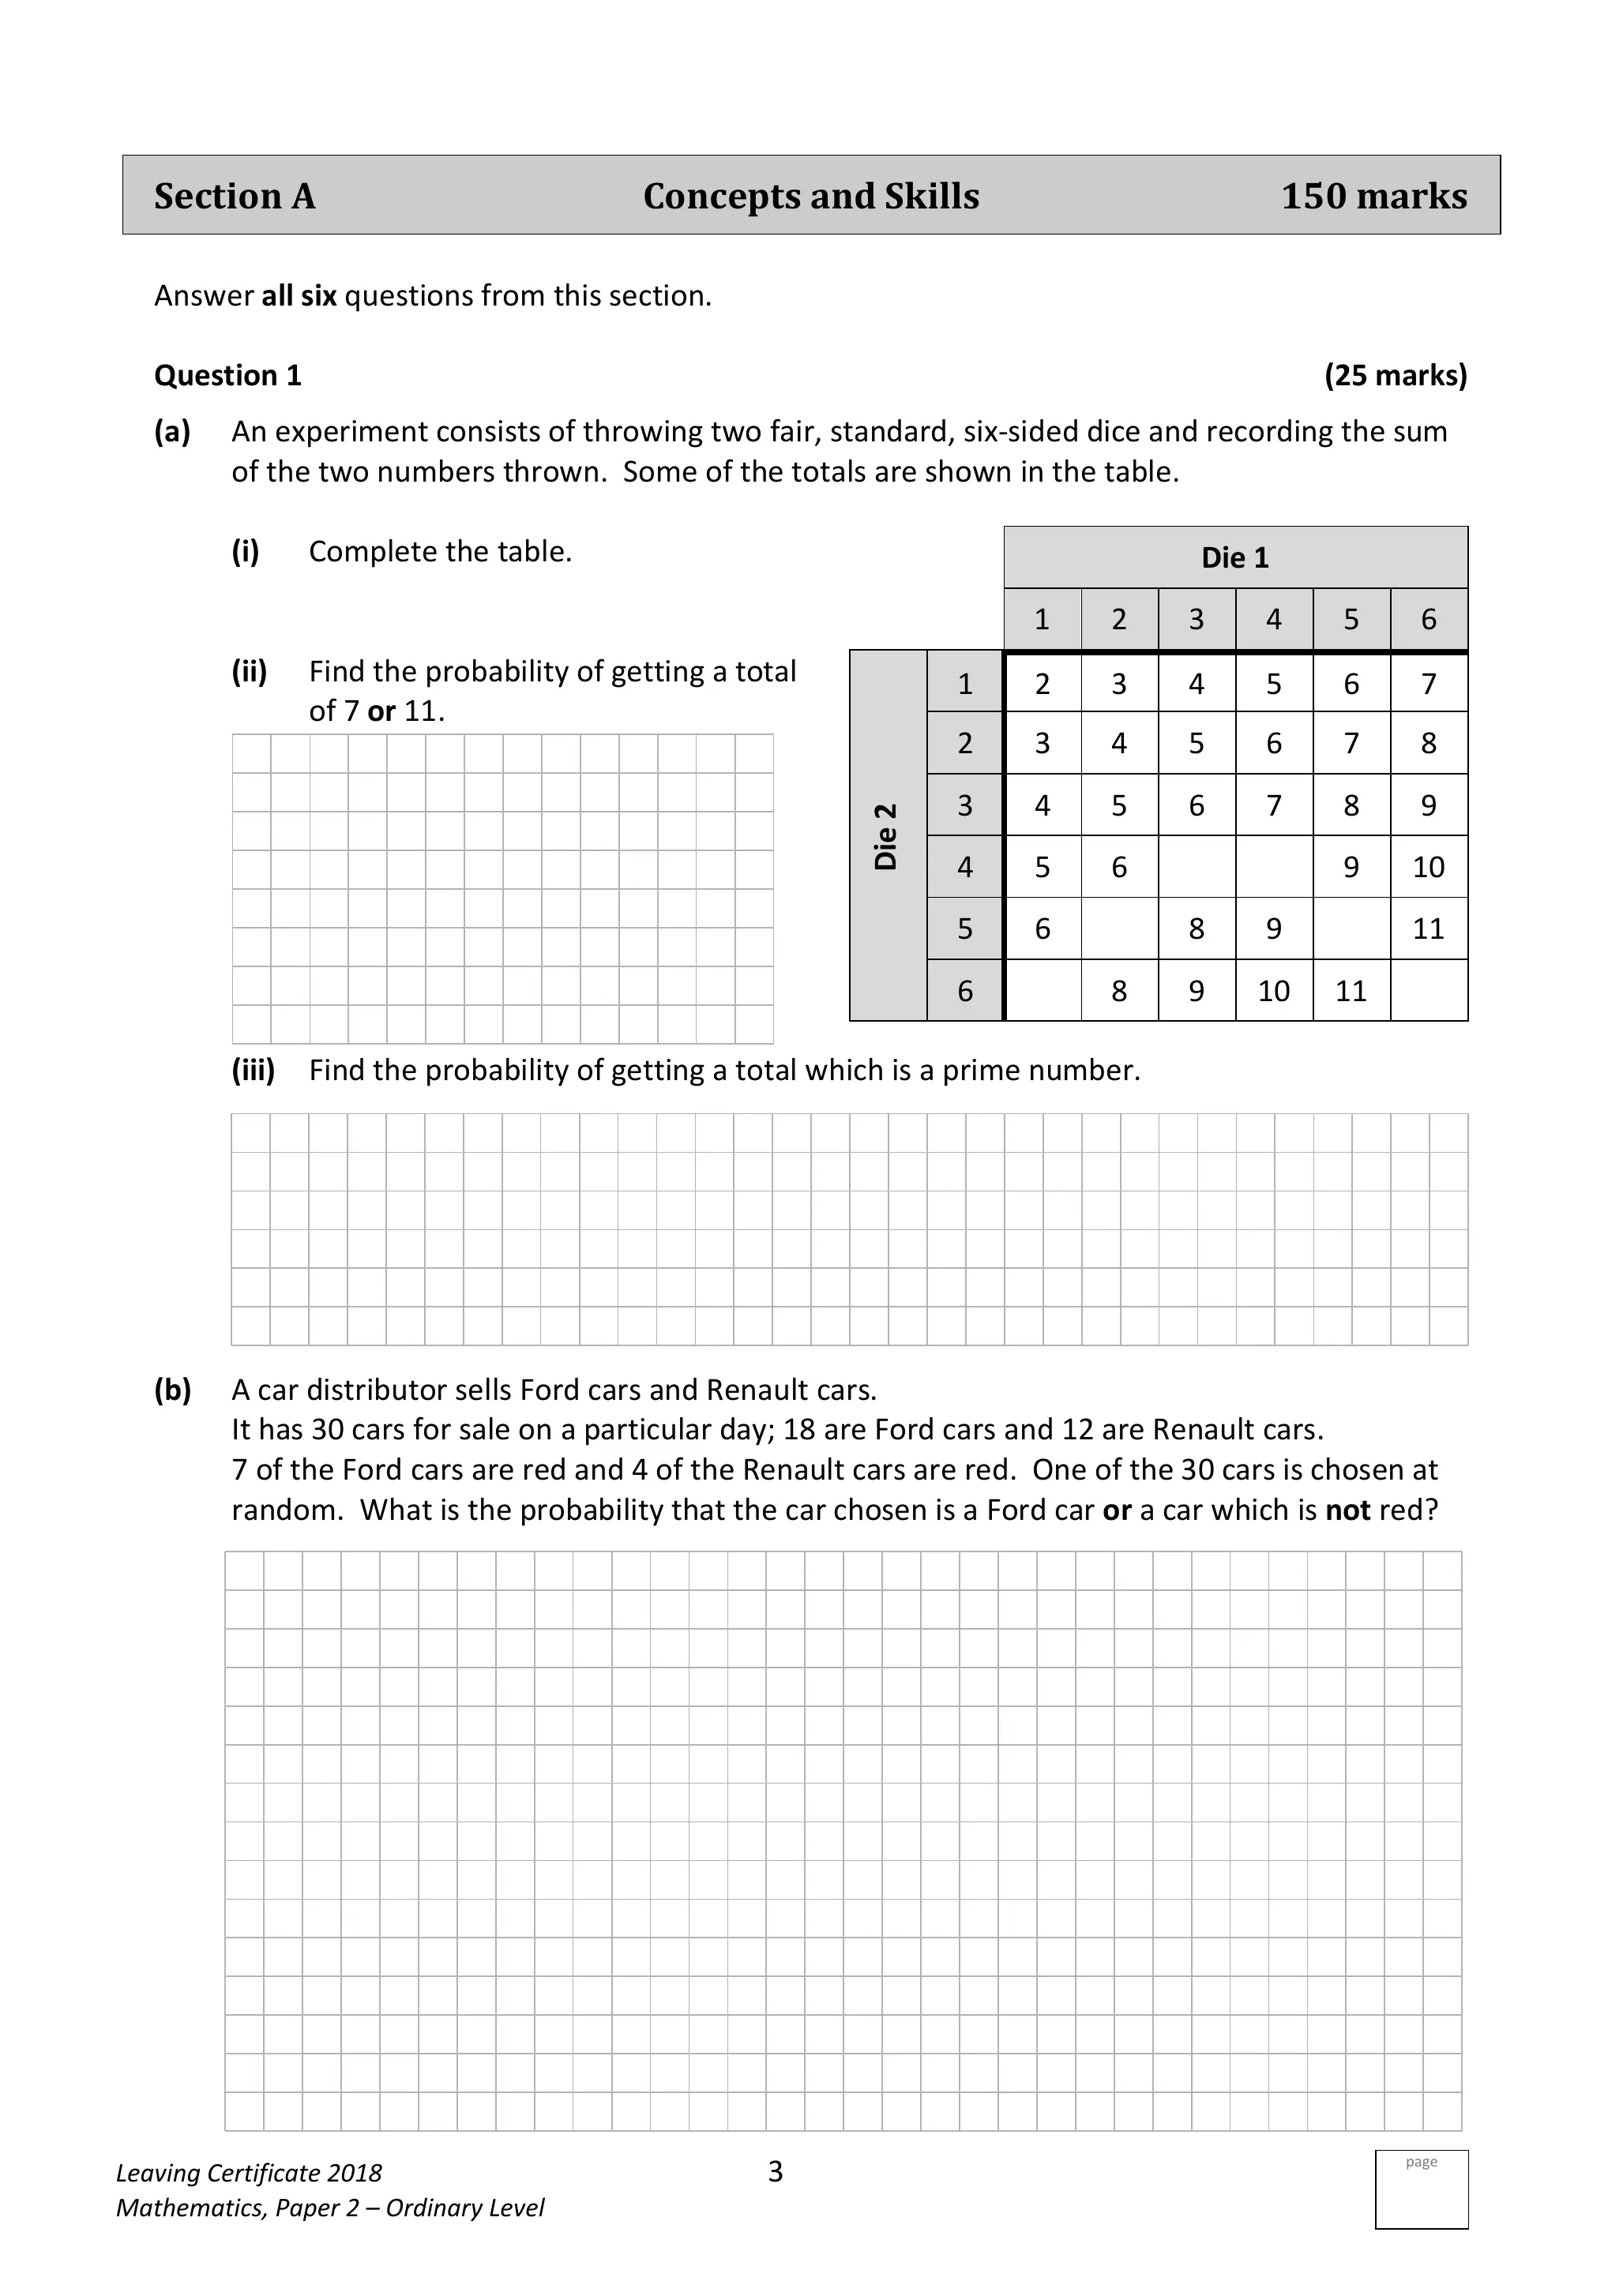 Section A Concepts and Skills 150 marks
Answer all six questions from this section.
Question 1 (25 marks)
(a) An experiment consists of throwing two fair, standard, six-sided dice and recording the sum
of the two numbers thrown. Some of the totals are shown in the table.
(i) Complete the table.
(ii) Find the probability of getting a total
of 7 or 11.
Die 1
1 2 3 4 5 6
Die 2
1 2 3 4 5 6 7
2 3 4 5 6 7 8
3 4 5 6 7 8 9
4 5 6 9 10
5 6 8 9 11
6 8 9 10 11
(iii) Find the probability of getting a total which is a prime number.
(b) A car distributor sells Ford cars and Renault cars.
It has 30 cars for sale on a particular day; 18 are Ford cars and 12 are Renault cars.
7 of the Ford cars are red and 4 of the Renault cars are red. One of the 30 cars is chosen at
random. What is the probability that the car chosen is a Ford car or a car which is not red?
Leaving Certificate 2018 3 page
Mathematics, Paper 2 – Ordinary Level